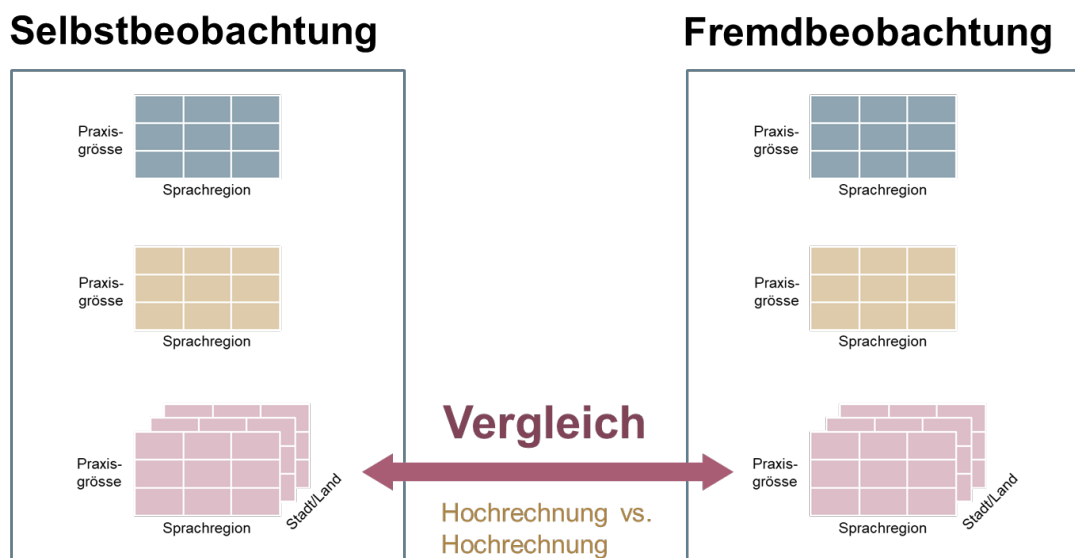 Selbstbeobachtung
Praxis-
grösse
Sprachregion
Praxis-
grösse
Sprachregion
Praxis-
grösse
Sprachregion
Stadt/Land
Vergleich
Hochrechnung vs.
Hochrechnung
Fremdbeobachtung
Praxis-
grösse
Sprachregion
Praxis-
grösse
Sprachregion
Praxis-
grösse
Sprachregion
Stadt/Land